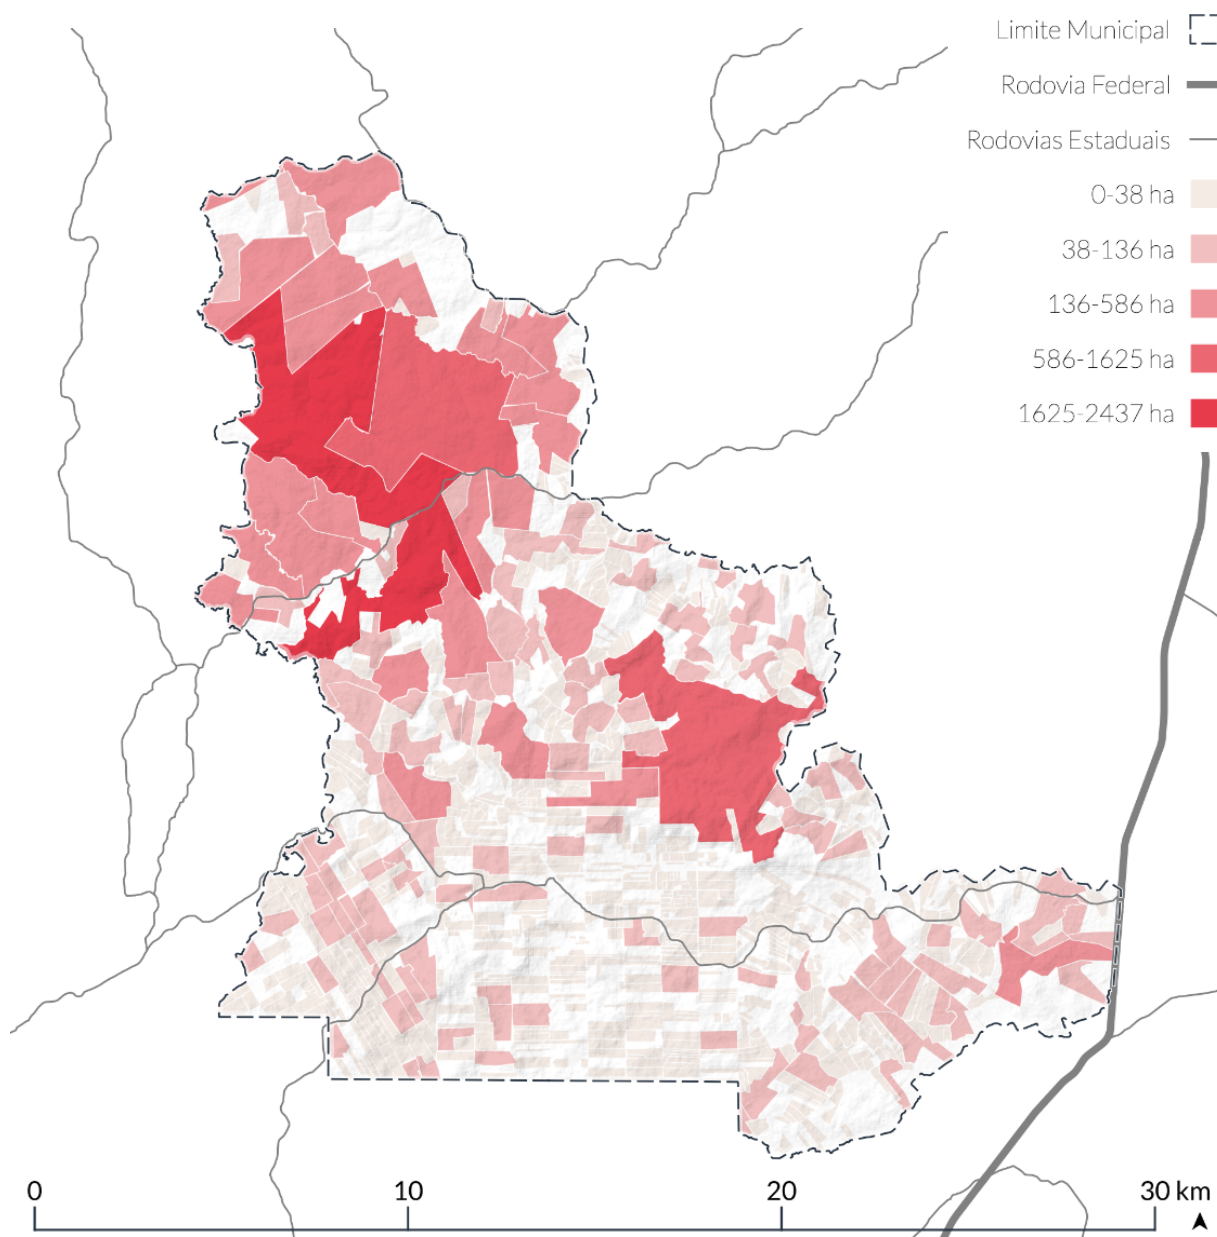 Limite Municipal
Rodovia Federal
Rodovias Estaduais
0-38 ha
38-136 ha
136-586 ha
586-1625 ha
1625-2437 ha
0 10 20 30 km